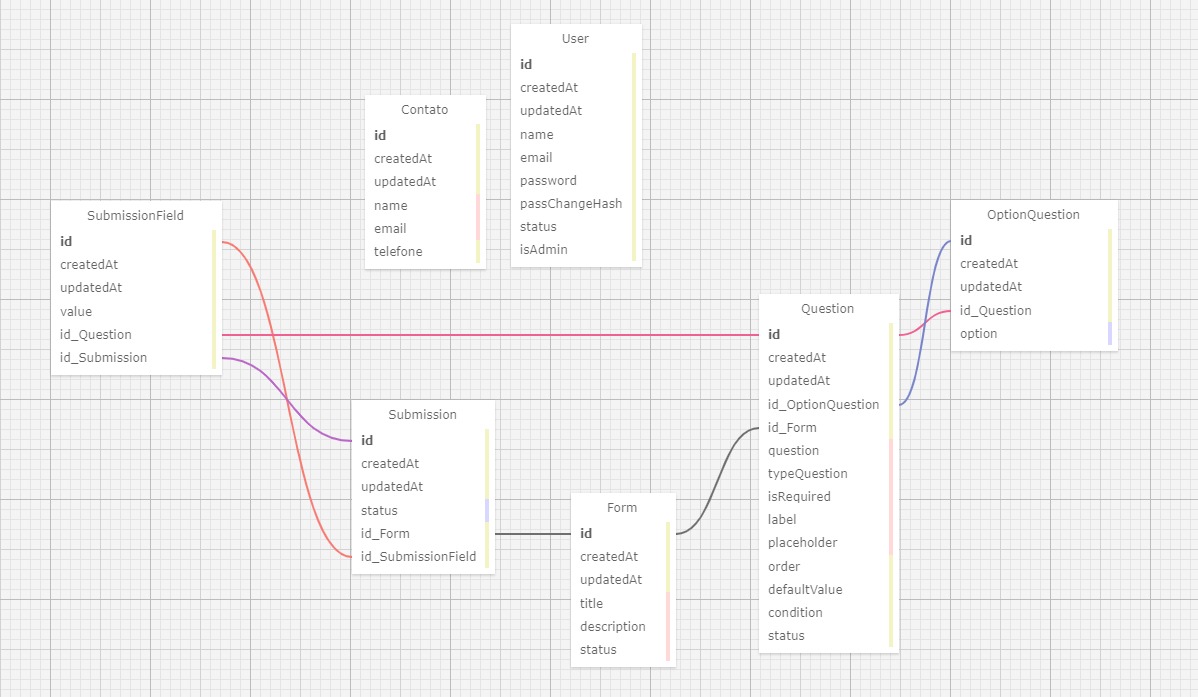 User
id
createdAt
updatedAt
name
email
password
passChangeHash
status
isAdmin
Contato
id
createdAt
updatedAt
name
email
telefone
SubmissionField
id
createdAt
updatedAt
value
id_Question
id_Submission
OptionQuestion
id
createdAt
updatedAt
id_Question
option
Question
id
createdAt
updatedAt
id_OptionQuestion
id_Form
question
typeQuestion
isRequired
label
placeholder
order
defaultValue
condition
status
Submission
id
createdAt
updatedAt
status
id_Form
id_SubmissionField
Form
id
createdAt
updatedAt
title
description
status